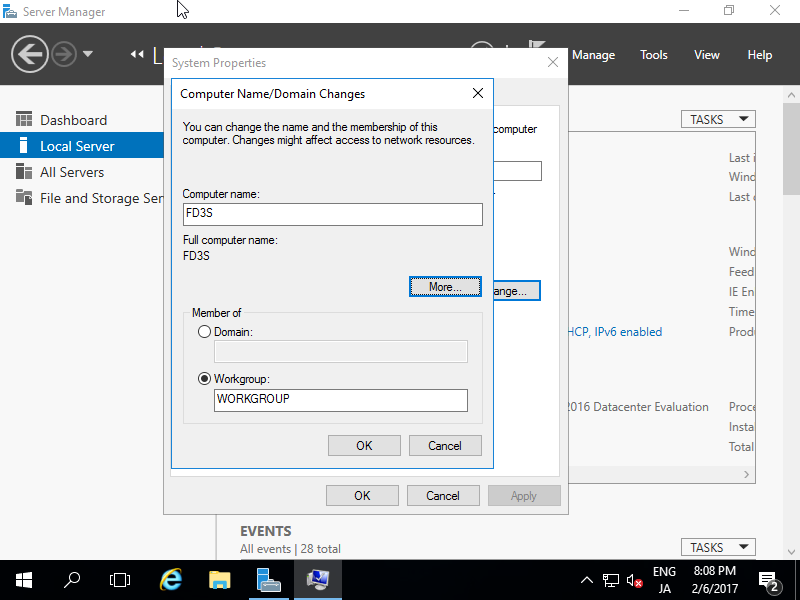 Server Manager
Manage
Tools
View
Help
System Properties
Computer Name/Domain Changes
You can change the name and the membership of this
computer. Changes might affect access to network resources.
Computer name:
FD3S
Full computer name:
FD3S
More...
Member of
Domain:
Workgroup:
WORKGROUP
OK
Cancel
computer
ange...
OK
Cancel
Apply
Dashboard
Local Server
All Servers
File and Storage Ser
TASKS
Last i
Wind
Last c
Wind
Feed
IE En
Time
HCP, IPv6 enabled
Prod
2016 Datacenter Evaluation
Proce
Insta
Total
EVENTS
All events | 28 total
TASKS
ENG
JA
8:08 PM
2/6/2017
2